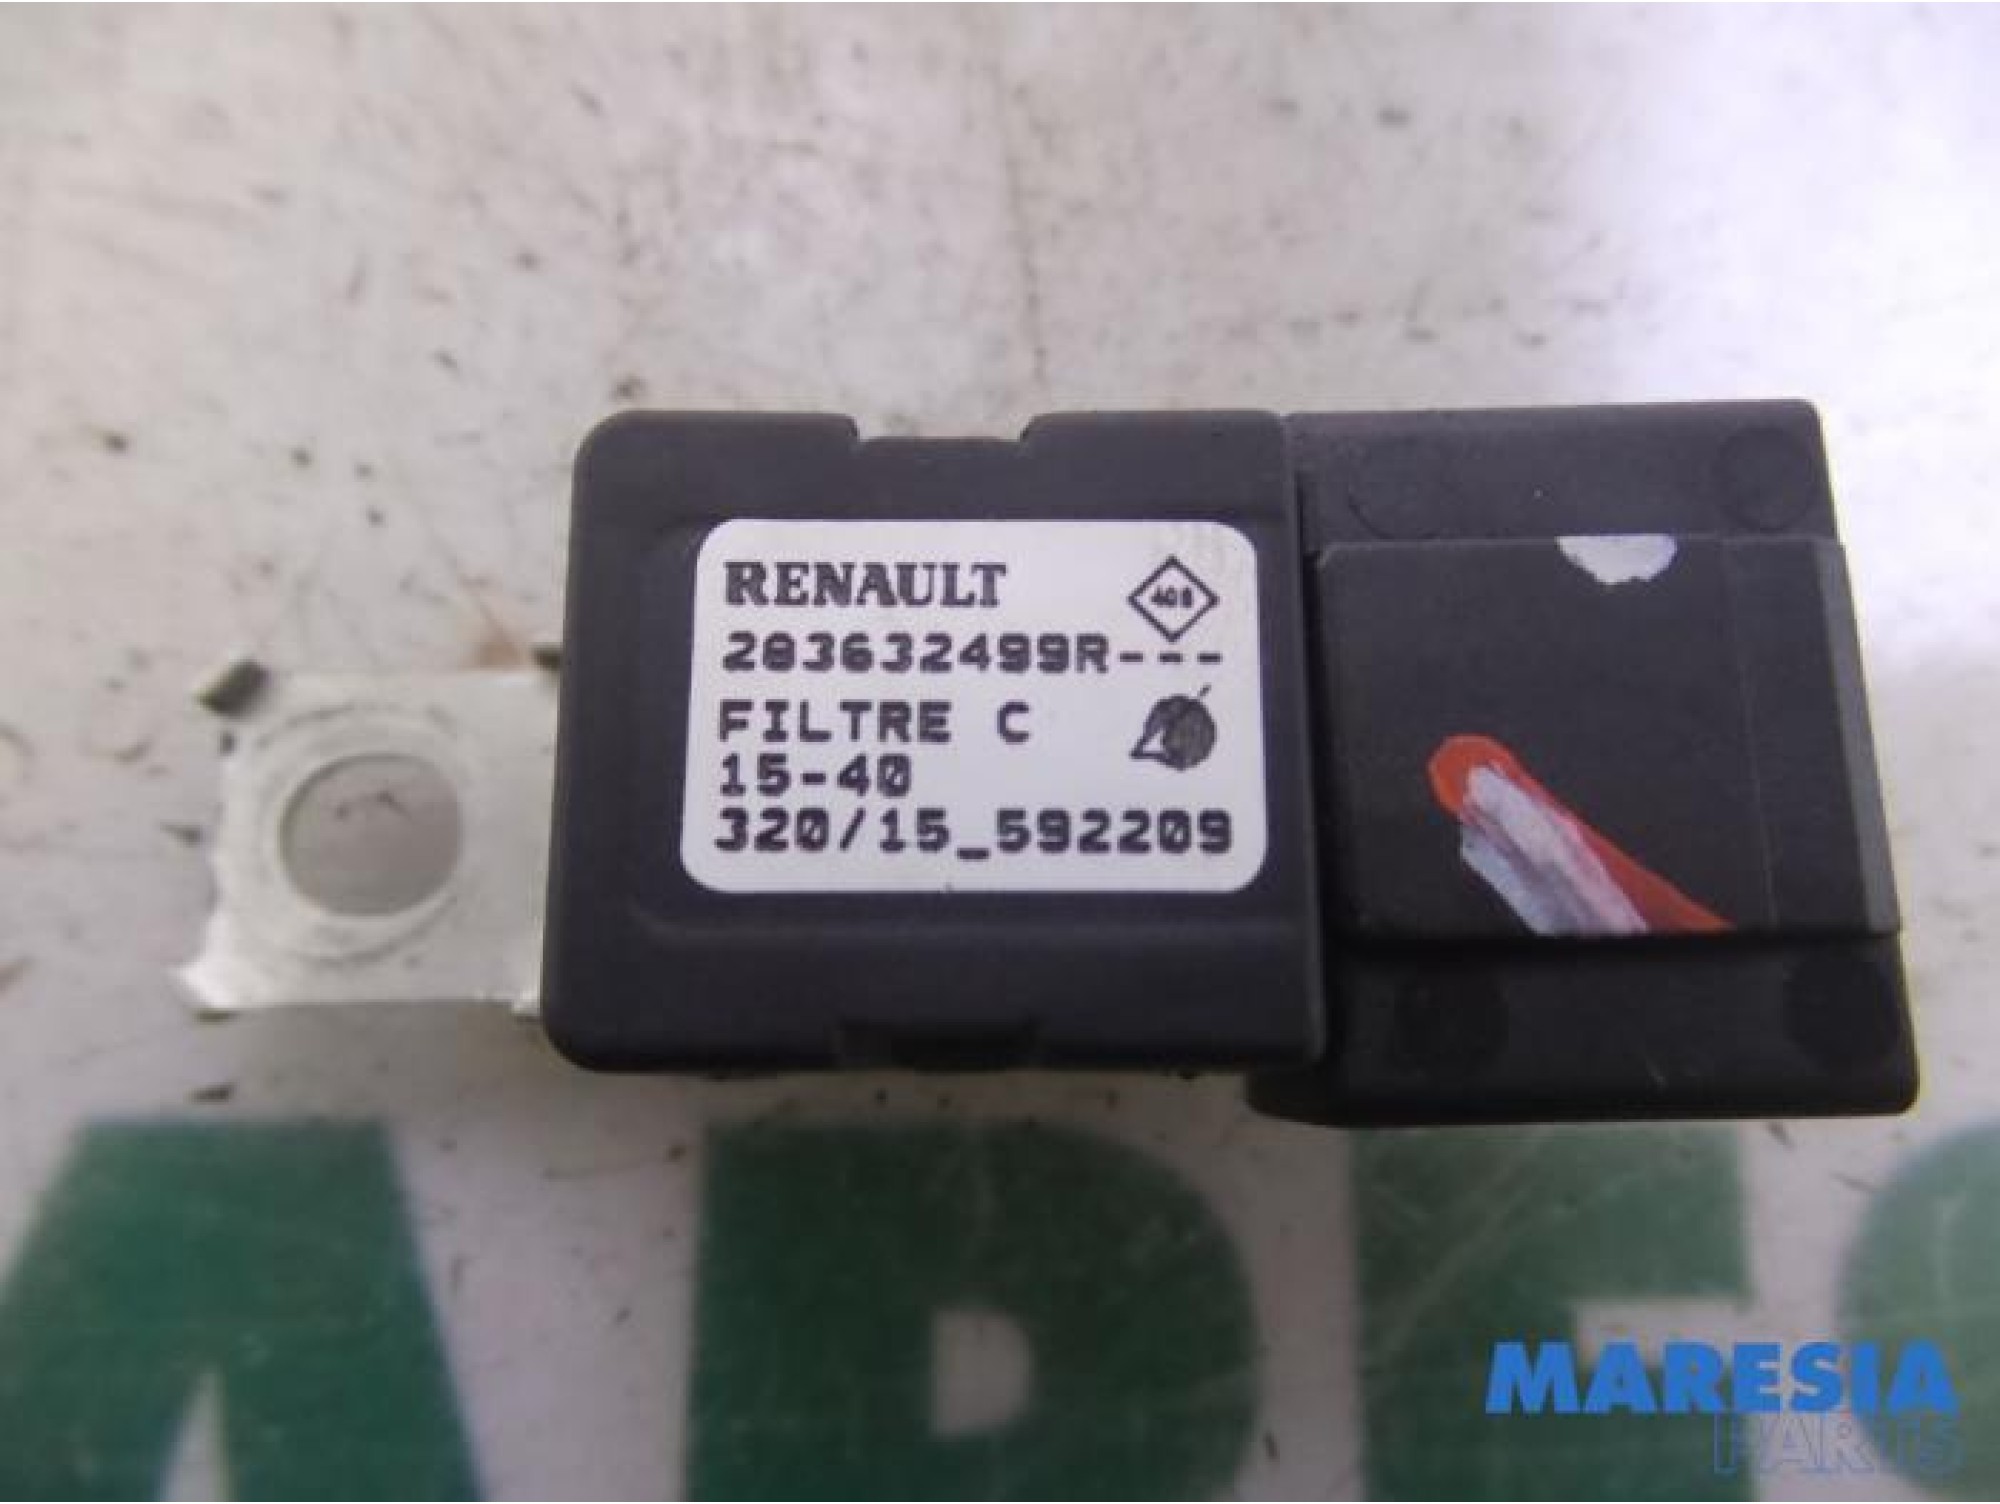 RENAULT
283632499R---
FILTRE C
15-40
320/15_592209
MARESIA
PARTS